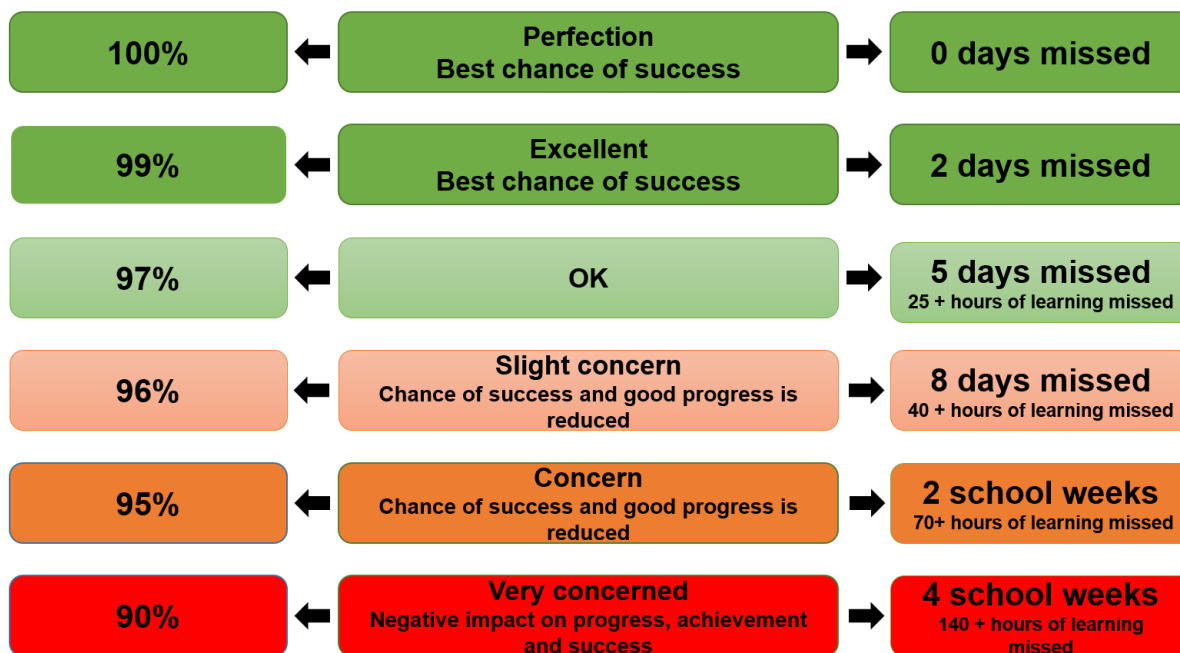 100%
Perfection
Best chance of success
0 days missed
99%
Excellent
Best chance of success
2 days missed
97%
OK
5 days missed
25 + hours of learning missed
96%
Slight concern
Chance of success and good progress is
reduced
8 days missed
40 + hours of learning missed
95%
Concern
Chance of success and good progress is
reduced
2 school weeks
70+ hours of learning missed
90%
Very concerned
Negative impact on progress, achievement
and success
4 school weeks
140 + hours of learning
missed